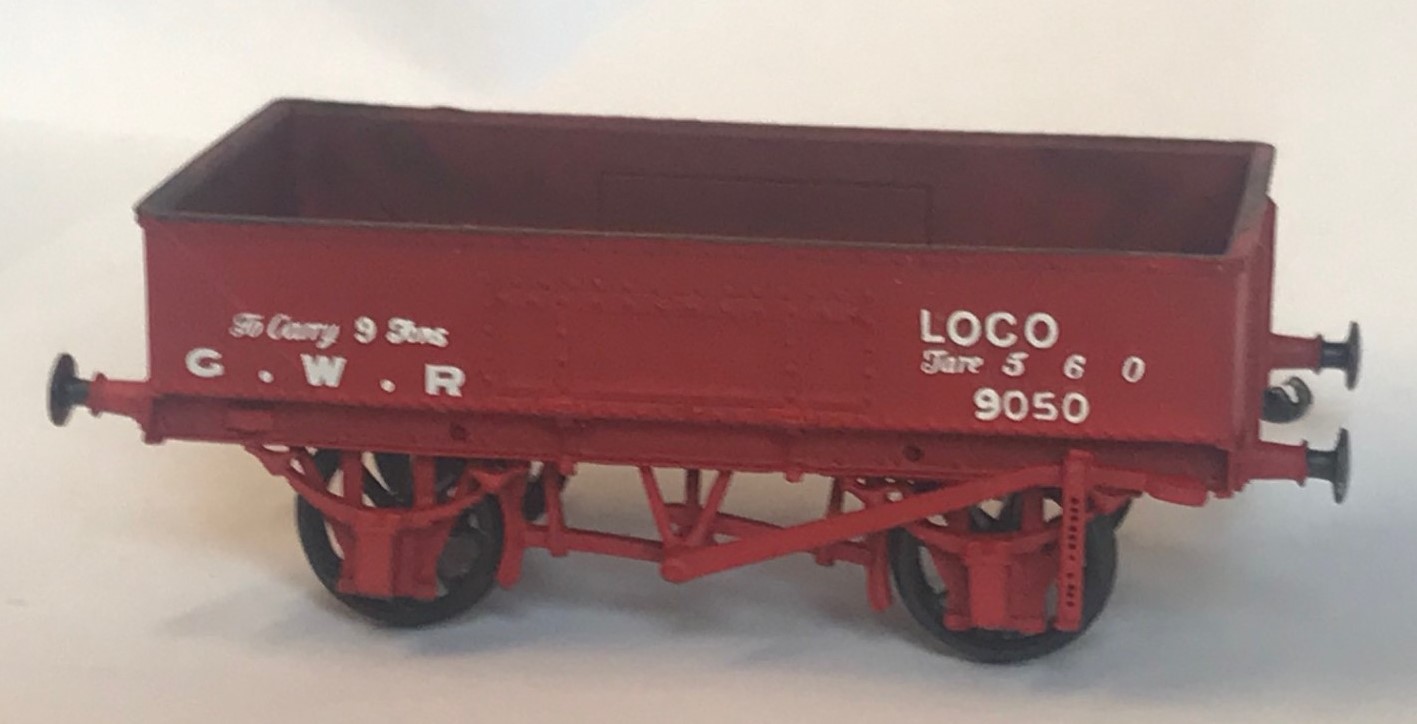 To Carry 9 Tons
G . W . R
LOCO
Tare 5 6 0
9050